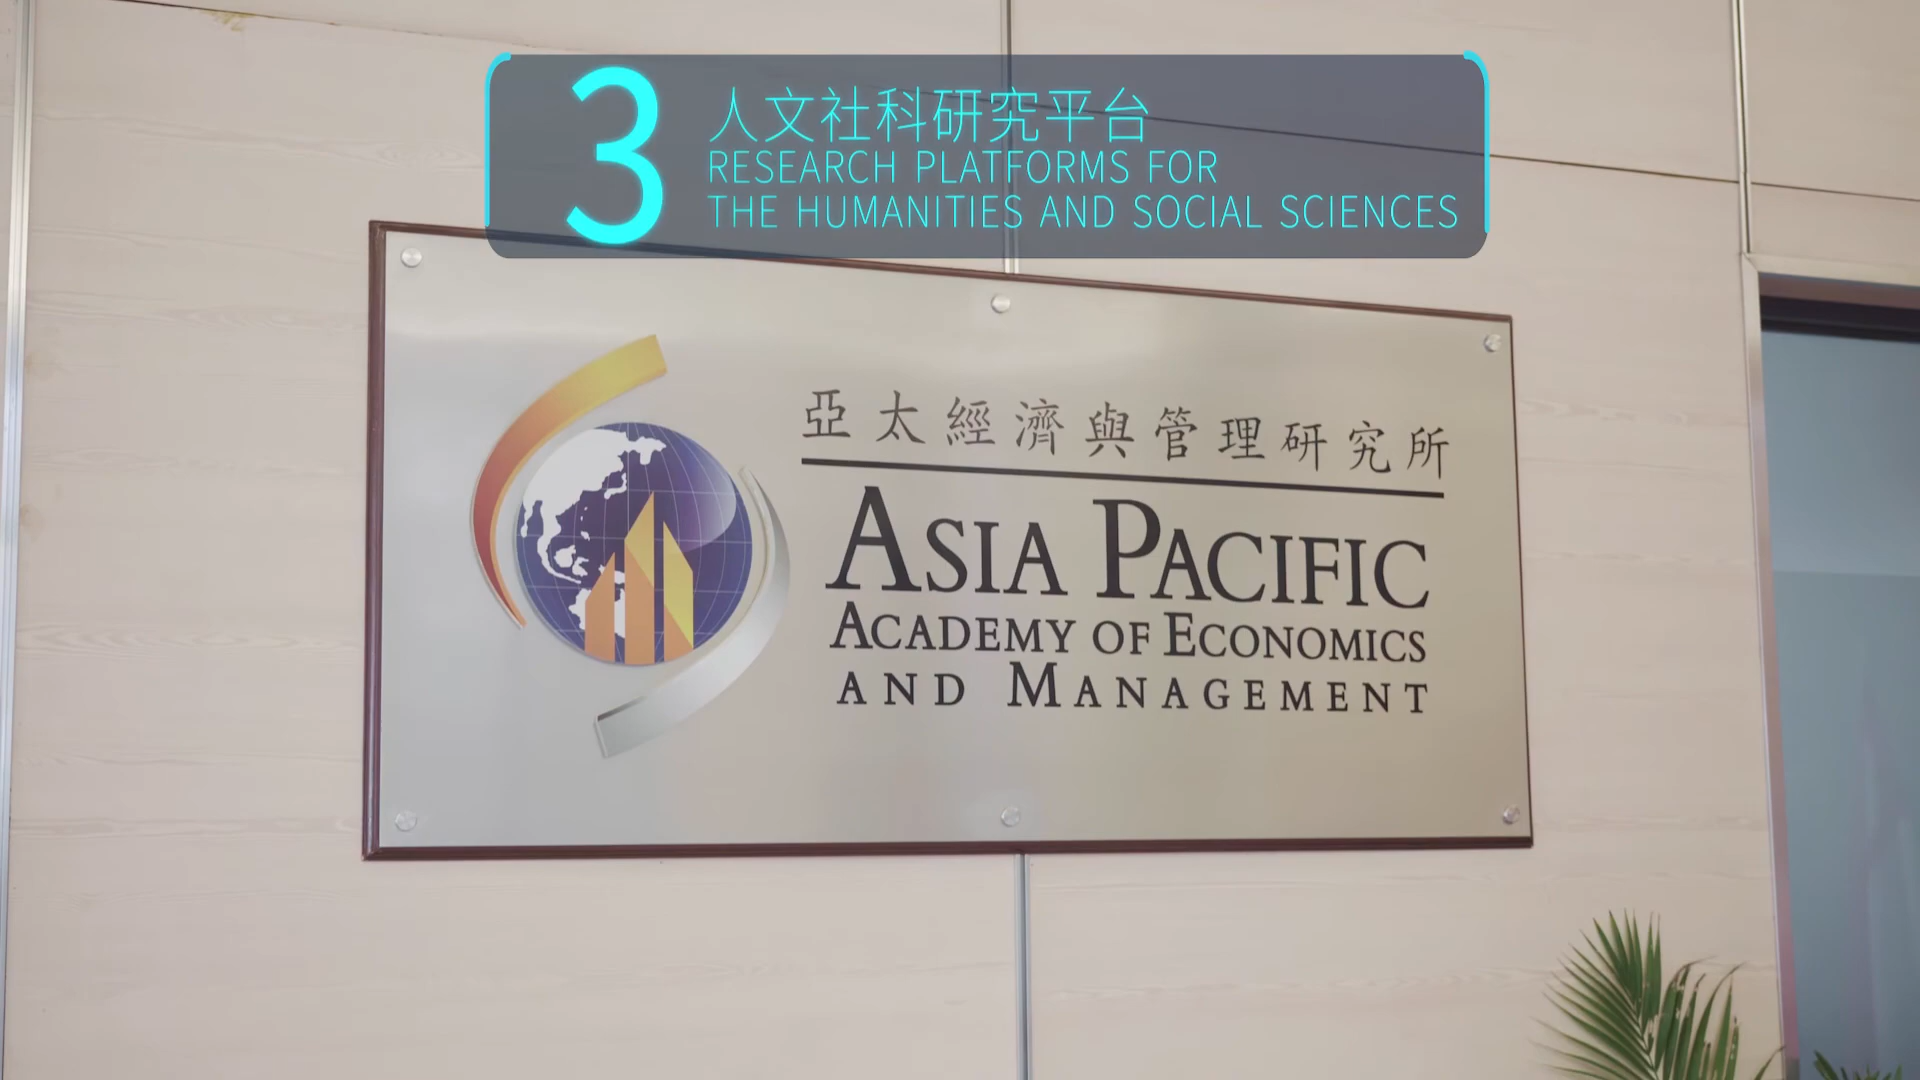 3
人文社科研究平台
RESEARCH PLATFORMS FOR
THE HUMANITIES AND SOCIAL SCIENCES
亞太經濟與管理研究所
ASIA PACIFIC
ACADEMY OF ECONOMICS
AND MANAGEMENT